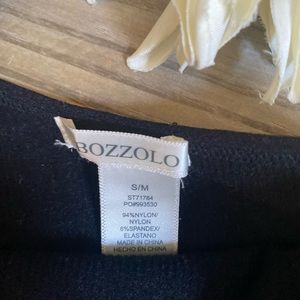 BOZZOLO
S/M
ST71784
PO#993530
94%NYLON/
NYLON
6%SPANDEX/
ELASTANO
MADE IN CHINA
HECHO EN CHINA